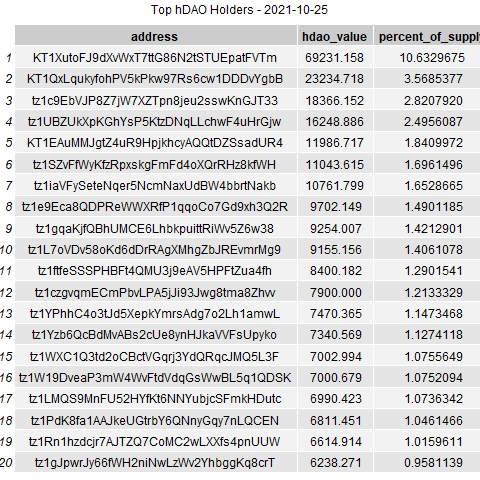 Top hDAO Holders - 2021-10-25
address hdao_value percent_of_supply
1 KT1XutoFJ9dXvWxT7ttG86N2tSTUEpatFVTm 69231.158 10.6329675
2 KT1QxLqukyfohPV5kPkw97Rs6cw1DDDvYgbB 23234.718 3.5685377
3 tz1c9EbVJP8Z7jW7XZTpn8jeu2sswKnGJT33 18366.152 2.8207920
4 tz1UBZUkXpKGhYsP5KtzDNqLLchwF4uHrGjw 16248.886 2.4956087
5 KT1EAuMMJgtZ4uR9HpjkhcyAQQtDZSsadUR4 11986.717 1.8409972
6 tz1SZvFfWyKfzRpxskgFmFd4oXQrRHz8kfWH 11043.615 1.6961496
7 tz1iaVFySeteNqer5NcmNaxUdBW4bbrtNakb 10761.799 1.6528665
8 tz1e9Eca8QDPReWWXRfP1qqoCo7Gd9xh3Q2R 9702.149 1.4901185
9 tz1gqaKjfQBhUMCE6LhbkpuittRiWv5Z6w38 9254.007 1.4212901
10 tz1L7oVDv58oKd6dDrRAgXMhgZbJREvmrMg9 9155.156 1.4061078
11 tz1ftfeSSSPHBFt4QMU3j9eAV5HPFtZua4fh 8400.182 1.2901541
12 tz1czgvqmECmPbvLPA5jJi93Jwg8tma8Zhvv 7900.000 1.2133329
13 tz1YPhhC4o3tJd5XepkYmrsAdg7o2Lh1amwL 7470.365 1.1473468
14 tz1Yzb6QcBdMvABs2cUe8ynHJkaVVFsUpyko 7340.569 1.1274118
15 tz1WXC1Q3td2oCBctVGqrj3YdQRqcJMQ5L3F 7002.994 1.0755649
16 tz1W19DveaP3mW4WvFtdVdqGsWwBL5q1QDSK 7000.679 1.0752094
17 tz1LMQS9MnFU52HYfKt6NNYubjcSFmkHDutc 6990.423 1.0736342
18 tz1PdK8fa1AAJkeUGtrbY6QNnyGqy7nLQCEN 6811.451 1.0461466
19 tz1Rn1hzdcjr7AJTZQ7CoMC2wLXXfs4pnUUW 6614.914 1.0159611
20 tz1gJpwrJy66fWH2niNwLzWv2YhbggKq8crT 6238.271 0.9581139